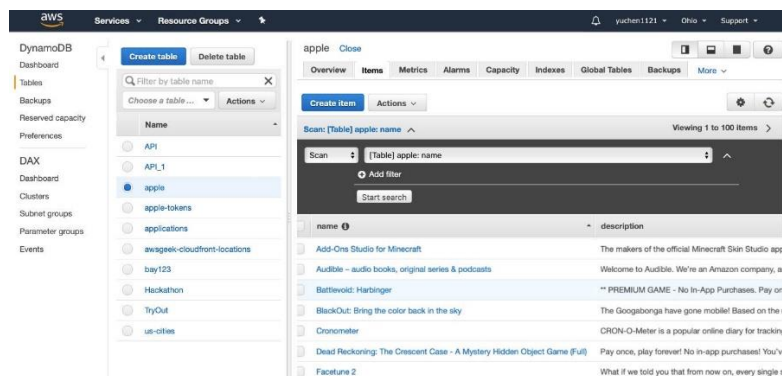 aws Services Resource Groups yuchen1121 Ohio Support
DynamoDB
Dashboard
Tables
Backups
Reserved capacity
Preferences
DAX
Dashboard
Clusters
Subnet groups
Parameter groups
Events
Create table Delete table
Filter by table name
Choose a table ... Actions
Name
API
API_1
apple
apple-tokens
applications
awsgeek-cloudfront-locations
bay123
Hackathon
TryOut
us-cities
apple Close
Overview Items Metrics Alarms Capacity Indexes Global Tables Backups More
Create item Actions
Scan: [Table] apple: name Viewing 1 to 100 items
Scan [Table] apple: name
Add filter
Start search
name description
Add-Ons Studio for Minecraft The makers of the official Minecraft Skin Studio app
Audible – audio books, original series & podcasts Welcome to Audible. We're an Amazon company, a
Battlevoid: Harbinger ** PREMIUM GAME - No In-App Purchases. Pay on
BlackOut: Bring the color back in the sky The Googabonga have gone mobile! Based on the
Cronometer CRON-O-Meter is a popular online diary for tracking
Dead Reckoning: The Crescent Case - A Mystery Hidden Object Game (Full) Pay once, play forever! No in-app purchases! You'v
Facetune 2 What if we told you that from now on, every single